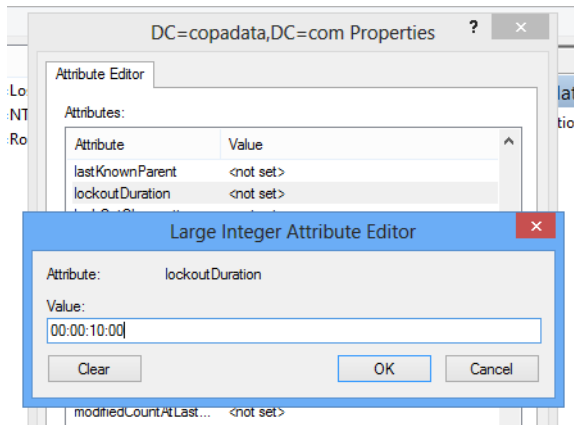 DC=copadata,DC=com Properties
?
Attribute Editor
Attributes:
Attribute Value
lastKnownParent <not set>
lockoutDuration <not set>
Large Integer Attribute Editor
Attribute: lockoutDuration
Value:
00:00:10:00
Clear OK Cancel
modifiedCountAtLast... <not set>